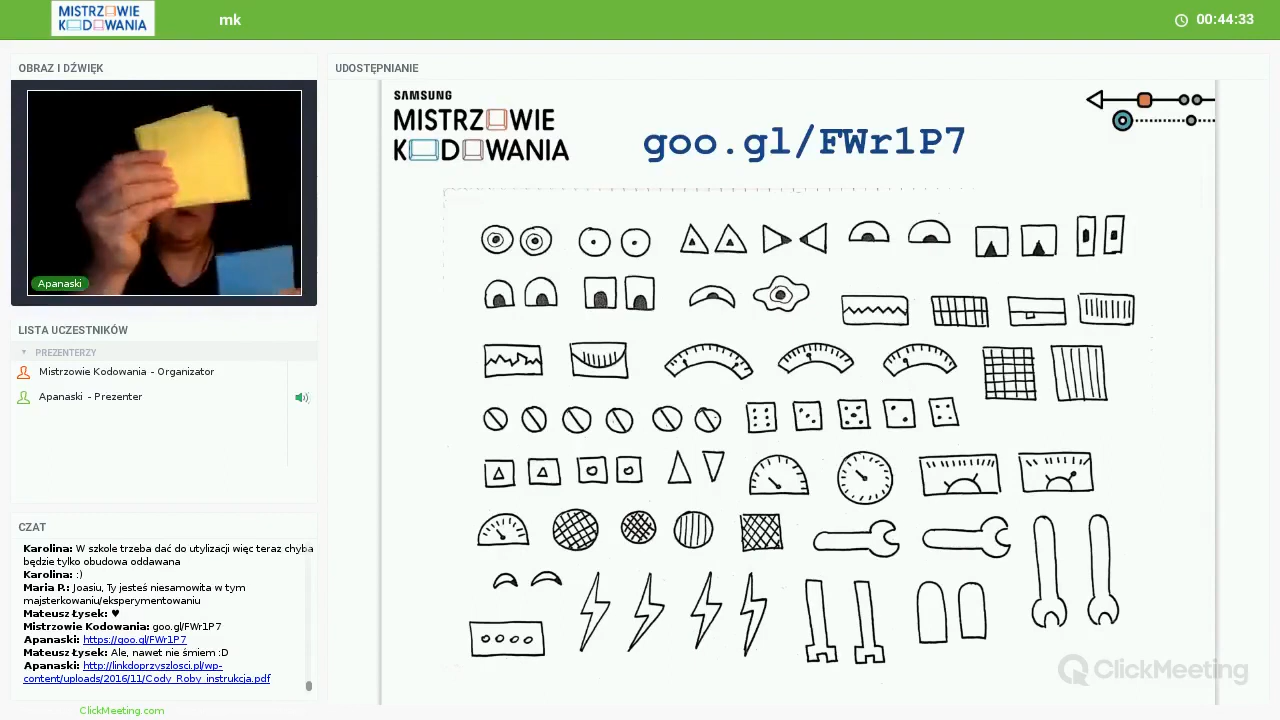 MISTRZOWIE
KODOWANIA
mk
00:44:33
OBRAZ I DŹWIĘK
Apanaski
LISTA UCZESTNIKÓW
PREZENTERZY
Mistrzowie Kodowania - Organizator
Apanaski - Prezenter
CZAT
Karolina: W szkole trzeba dać do utylizacji więc teraz chyba
będzie tylko obudowa oddawana
Karolina: :)
Maria P.: Joasiu, Ty jesteś niesamowita w tym
majsterkowaniu/eksperymentowaniu
Mateusz Łysek: ♥
Mistrzowie Kodowania: goo.gl/FWr1P7
Apanaski: https://goo.gl/FWr1P7
Mateusz Łysek: Ale, nawet nie śmiem :D
Apanaski: http://linkdoprzyszlosci.pl/wp-
content/uploads/2016/11/Cody_Roby_instrukcja.pdf
ClickMeeting.com
UDOSTĘPNIANIE
SAMSUNG
MISTRZOWIE
KODOWANIA
goo.gl/FWr1P7
ClickMeeting